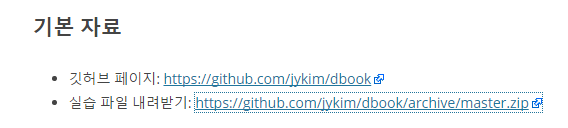 기본 자료
깃허브 페이지: https://github.com/jykim/dbook
실습 파일 내려받기: https://github.com/jykim/dbook/archive/master.zip